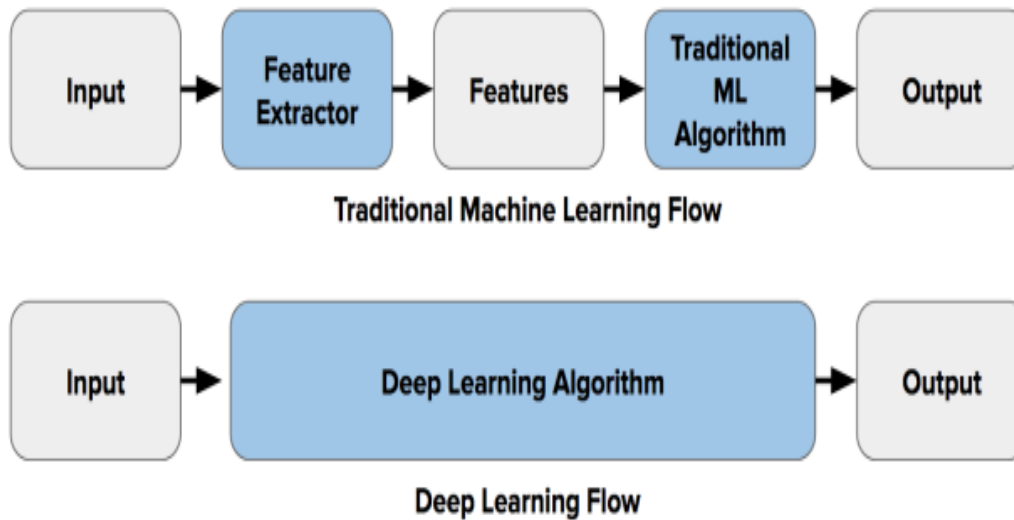 Input
Feature
Extractor
Features
Traditional
ML
Algorithm
Output
Traditional Machine Learning Flow
Input
Deep Learning Algorithm
Output
Deep Learning Flow